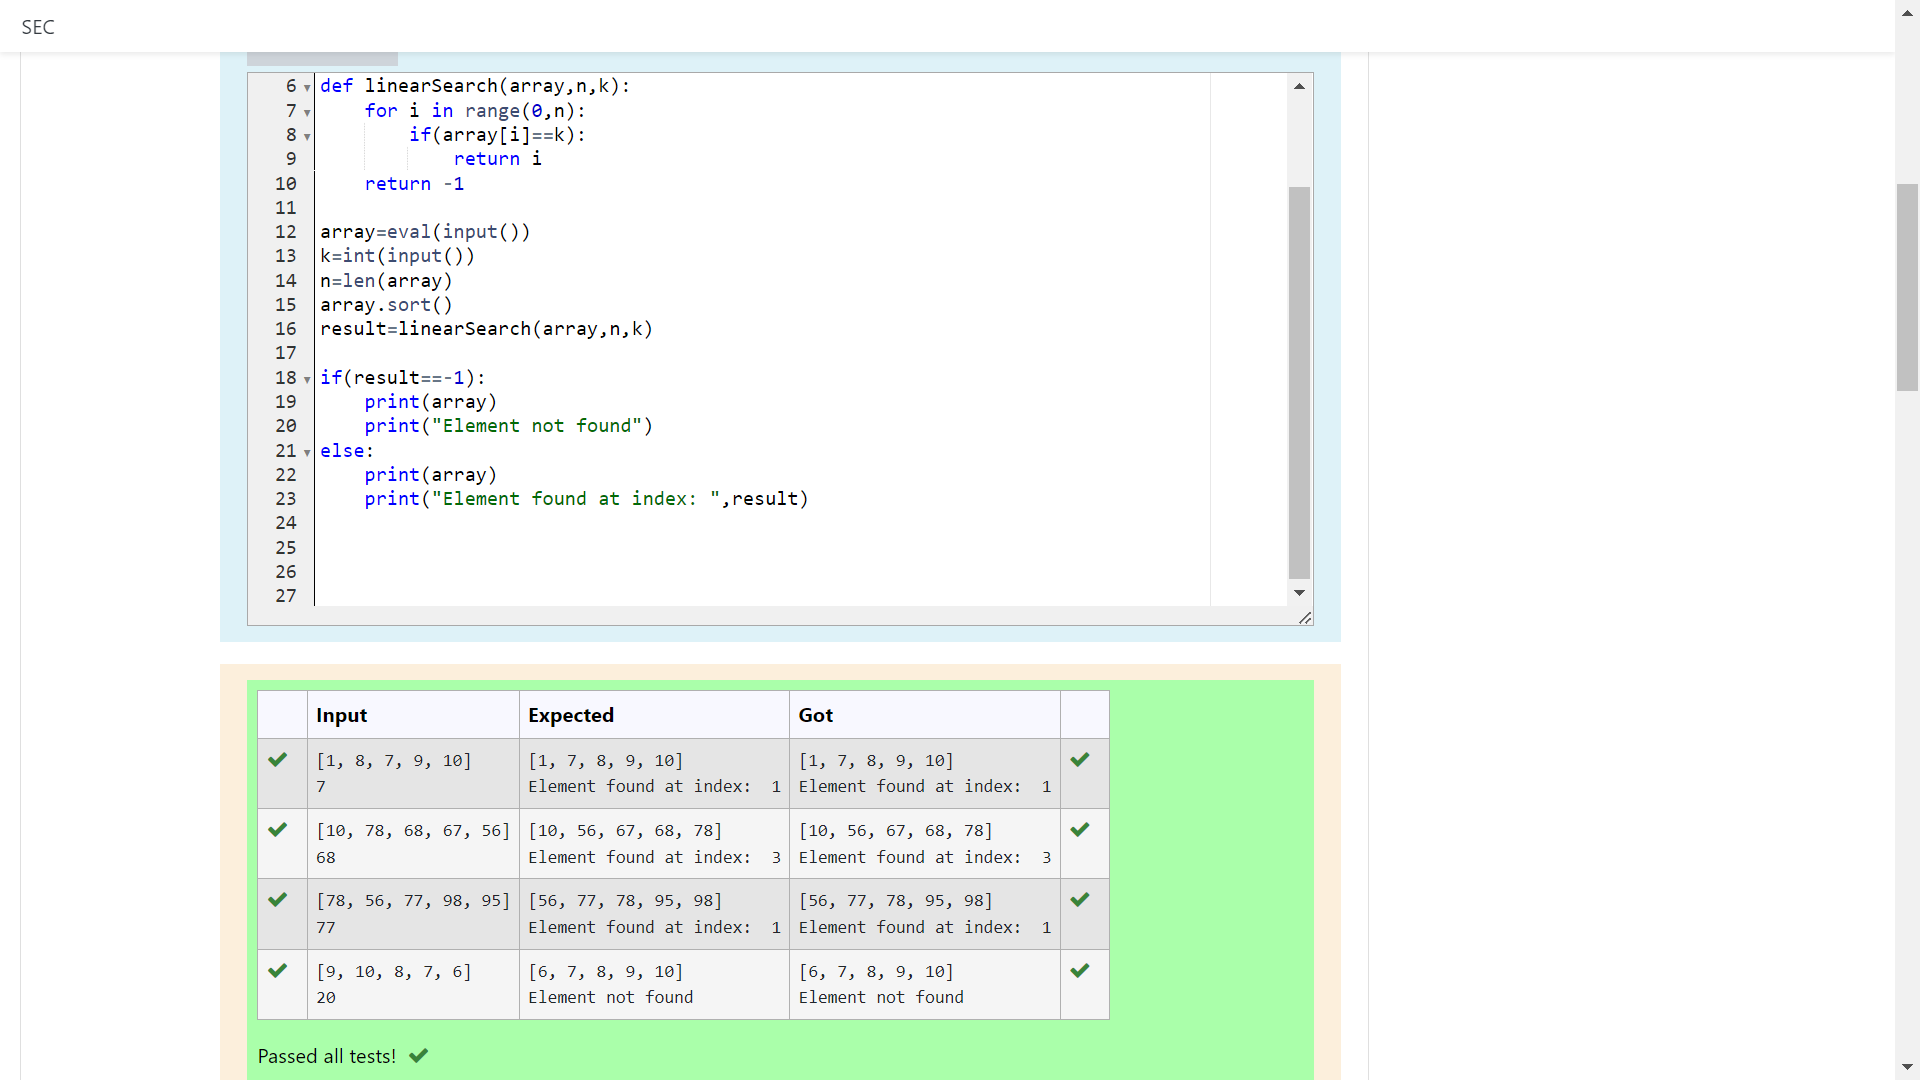 SEC
6 def linearSearch(array,n,k):
7     for i in range(0,n):
8         if(array[i]==k):
9             return i
10     return -1
11
12 array=eval(input())
13 k=int(input())
14 n=len(array)
15 array.sort()
16 result=linearSearch(array,n,k)
17
18 if(result==-1):
19     print(array)
20     print("Element not found")
21 else:
22     print(array)
23     print("Element found at index: ",result)
24
25
26
27
Input Expected Got
[1, 8, 7, 9, 10] [1, 7, 8, 9, 10] [1, 7, 8, 9, 10]
7 Element found at index:  1 Element found at index:  1
[10, 78, 68, 67, 56] [10, 56, 67, 68, 78] [10, 56, 67, 68, 78]
68 Element found at index:  3 Element found at index:  3
[78, 56, 77, 98, 95] [56, 77, 78, 95, 98] [56, 77, 78, 95, 98]
77 Element found at index:  1 Element found at index:  1
[9, 10, 8, 7, 6] [6, 7, 8, 9, 10] [6, 7, 8, 9, 10]
20 Element not found Element not found
Passed all tests!